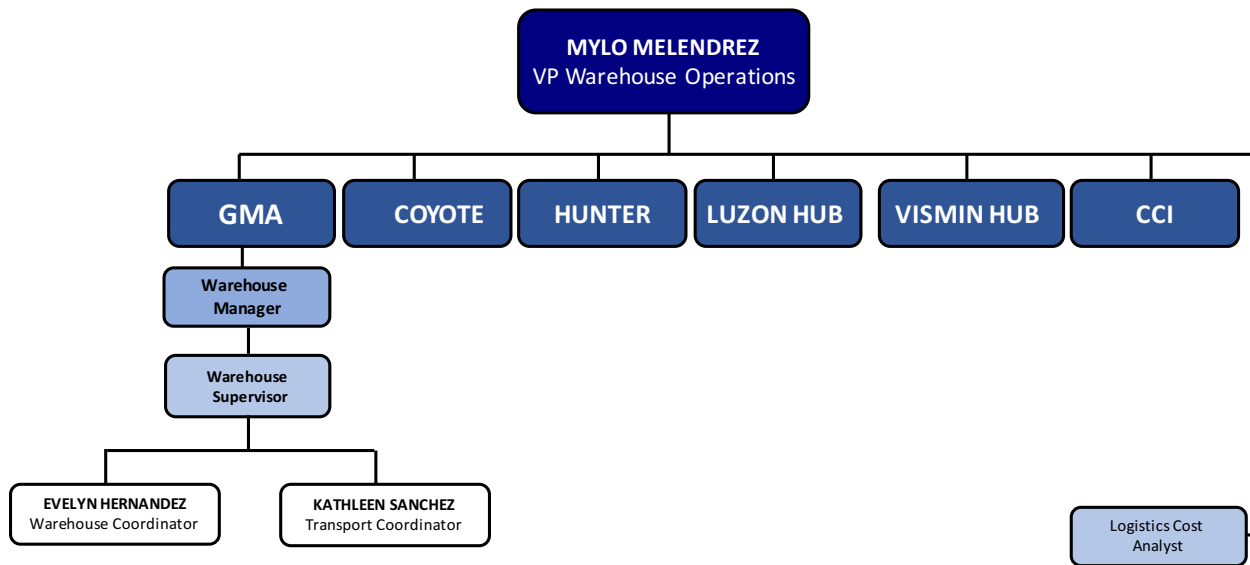 MYLO MELENDREZ
VP Warehouse Operations
GMA
COYOTE
HUNTER
LUZON HUB
VISMIN HUB
CCI
Warehouse
Manager
Warehouse
Supervisor
EVELYN HERNANDEZ
Warehouse Coordinator
KATHLEEN SANCHEZ
Transport Coordinator
Logistics Cost
Analyst